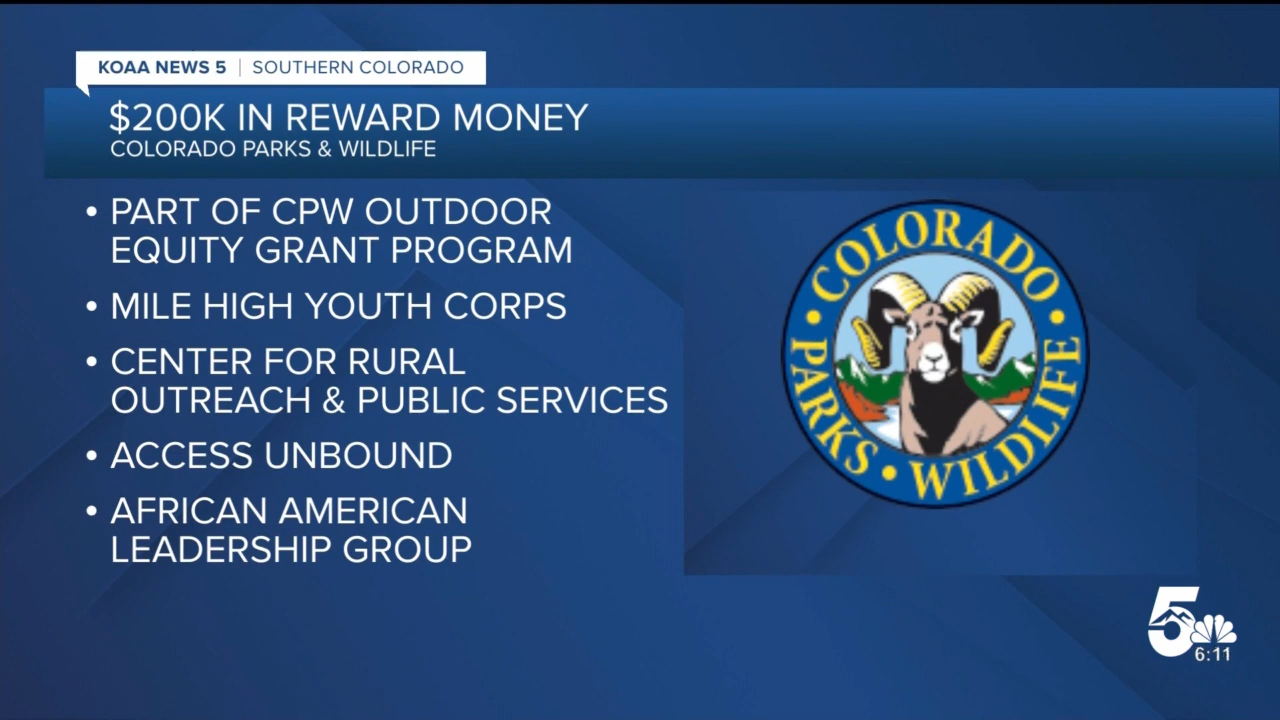 KOAA NEWS 5 | SOUTHERN COLORADO
$200K IN REWARD MONEY
COLORADO PARKS & WILDLIFE
• PART OF CPW OUTDOOR
EQUITY GRANT PROGRAM
• MILE HIGH YOUTH CORPS
• CENTER FOR RURAL
OUTREACH & PUBLIC SERVICES
• ACCESS UNBOUND
• AFRICAN AMERICAN
LEADERSHIP GROUP
• COLORADO •
PARKS • WILDLIFE
5
6:11